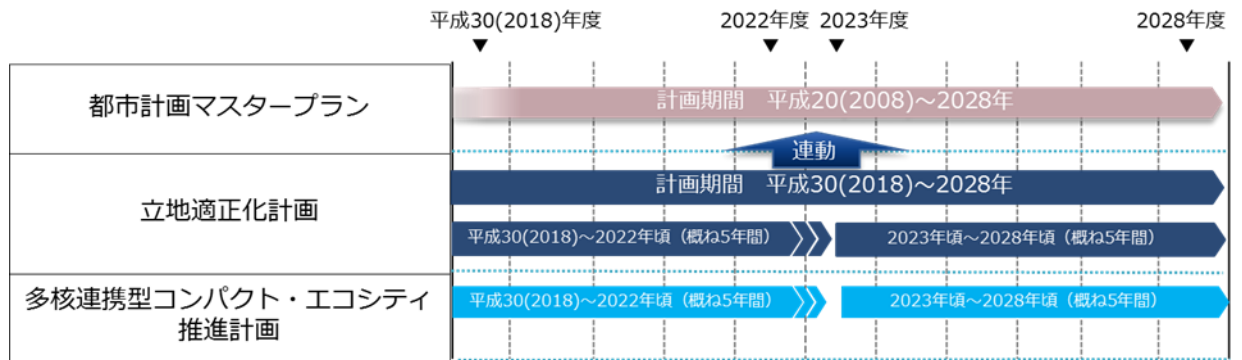 平成30(2018)年度
2022年度
2023年度
2028年度
都市計画マスタープラン
計画期間　平成20(2008)～2028年
連動
立地適正化計画
計画期間　平成30(2018)～2028年
平成30(2018)～2022年頃（概ね5年間）
2023年頃～2028年頃（概ね5年間）
多核連携型コンパクト・エコシティ
推進計画
平成30(2018)～2022年頃（概ね5年間）
2023年頃～2028年頃（概ね5年間）